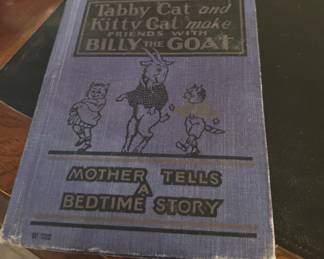 Tabby Cat and
Kitty Cat make
FRIENDS WITH
BILLY THE GOAT
MOTHER TELLS
A
BEDTIME STORY